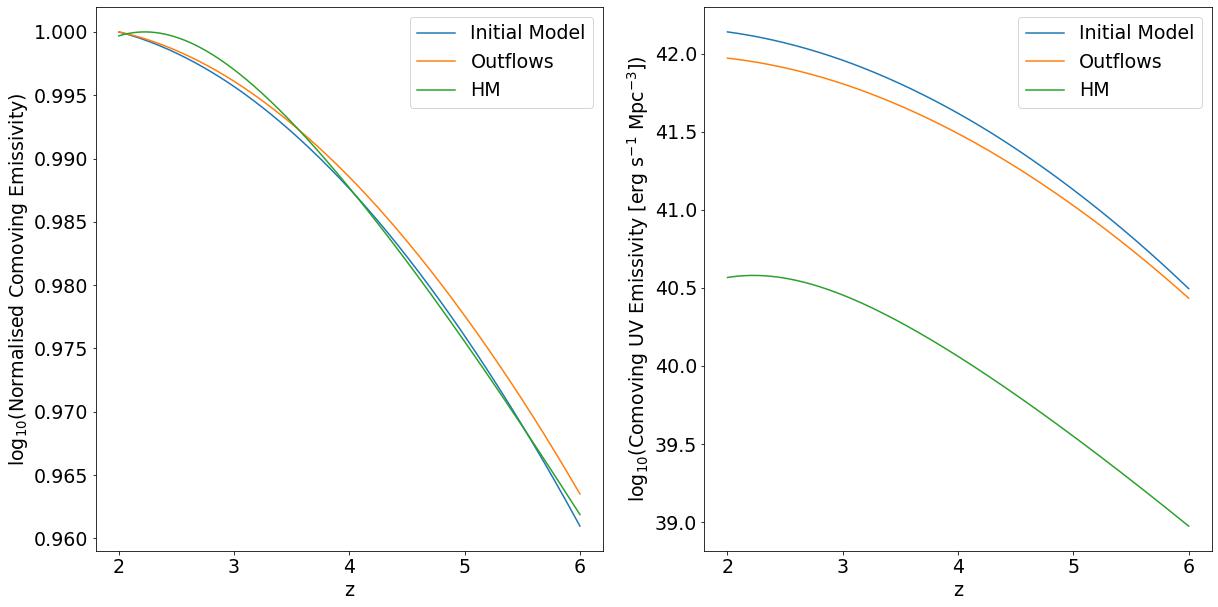 log₁₀(Normalised Comoving Emissivity)
1.000
0.995
0.990
0.985
0.980
0.975
0.970
0.965
0.960
2 3 4 5 6
z
Initial Model
Outflows
HM
log₁₀(Comoving UV Emissivity [erg s⁻¹ Mpc⁻³])
42.0
41.5
41.0
40.5
40.0
39.5
39.0
2 3 4 5 6
z
Initial Model
Outflows
HM